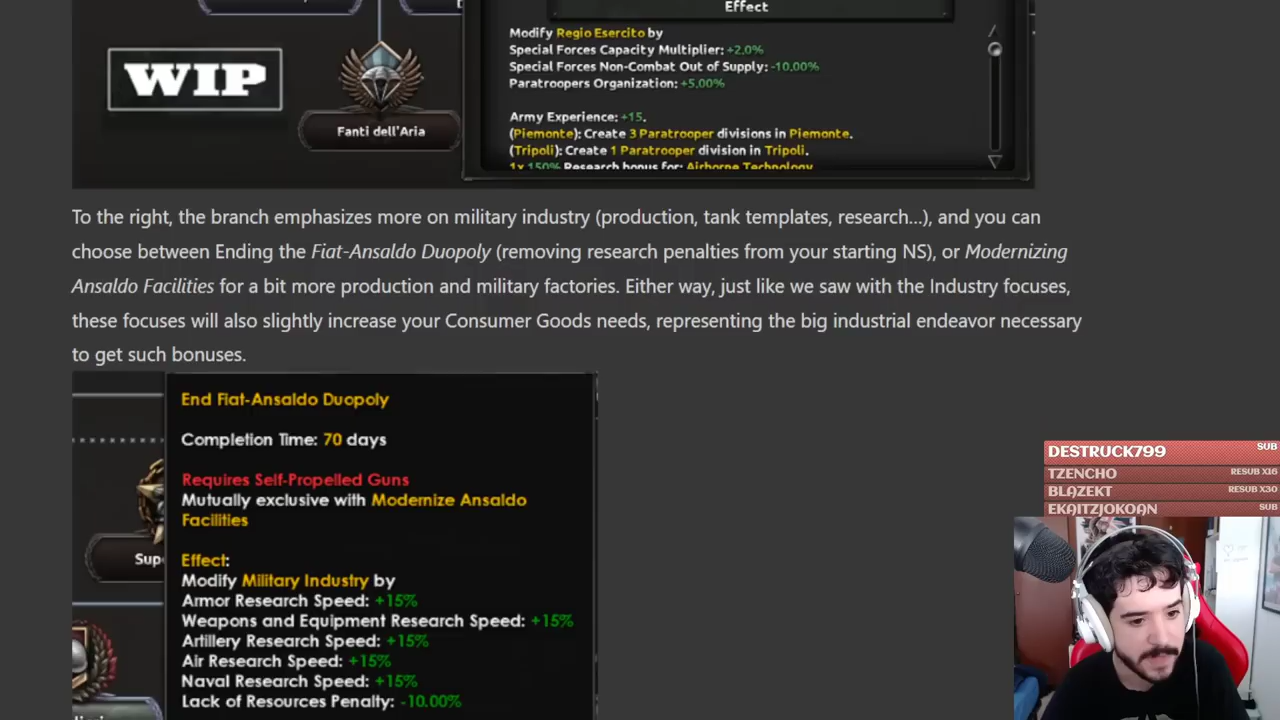 Effect
Modify Regio Esercito by
Special Forces Capacity Multiplier: +2.0%
Special Forces Non-Combat Out of Supply: -10.00%
Paratroopers Organization: +5.00%
WIP
Army Experience: +15.
Fanti dell'Aria
(Piemonte): Create 3 Paratrooper divisions in Piemonte.
(Tripoli): Create 1 Paratrooper division in Tripoli.
1x 150% Research bonus for: Airborne Technology
To the right, the branch emphasizes more on military industry (production, tank templates, research...), and you can
choose between Ending the Fiat-Ansaldo Duopoly (removing research penalties from your starting NS), or Modernizing
Ansaldo Facilities for a bit more production and military factories. Either way, just like we saw with the Industry focuses,
these focuses will also slightly increase your Consumer Goods needs, representing the big industrial endeavor necessary
to get such bonuses.
End Fiat-Ansaldo Duopoly
Completion Time: 70 days
Requires Self-Propelled Guns
Mutually exclusive with Modernize Ansaldo
Facilities
Sup
Effect:
Modify Military Industry by
Armor Research Speed: +15%
Weapons and Equipment Research Speed: +15%
Artillery Research Speed: +15%
Air Research Speed: +15%
Naval Research Speed: +15%
Lack of Resources Penalty: -10.00%
DESTRUCK799 SUB
TZENCHO RESUB X16
BLAZEKT RESUB X30
EKAITZJOKOAN SUB